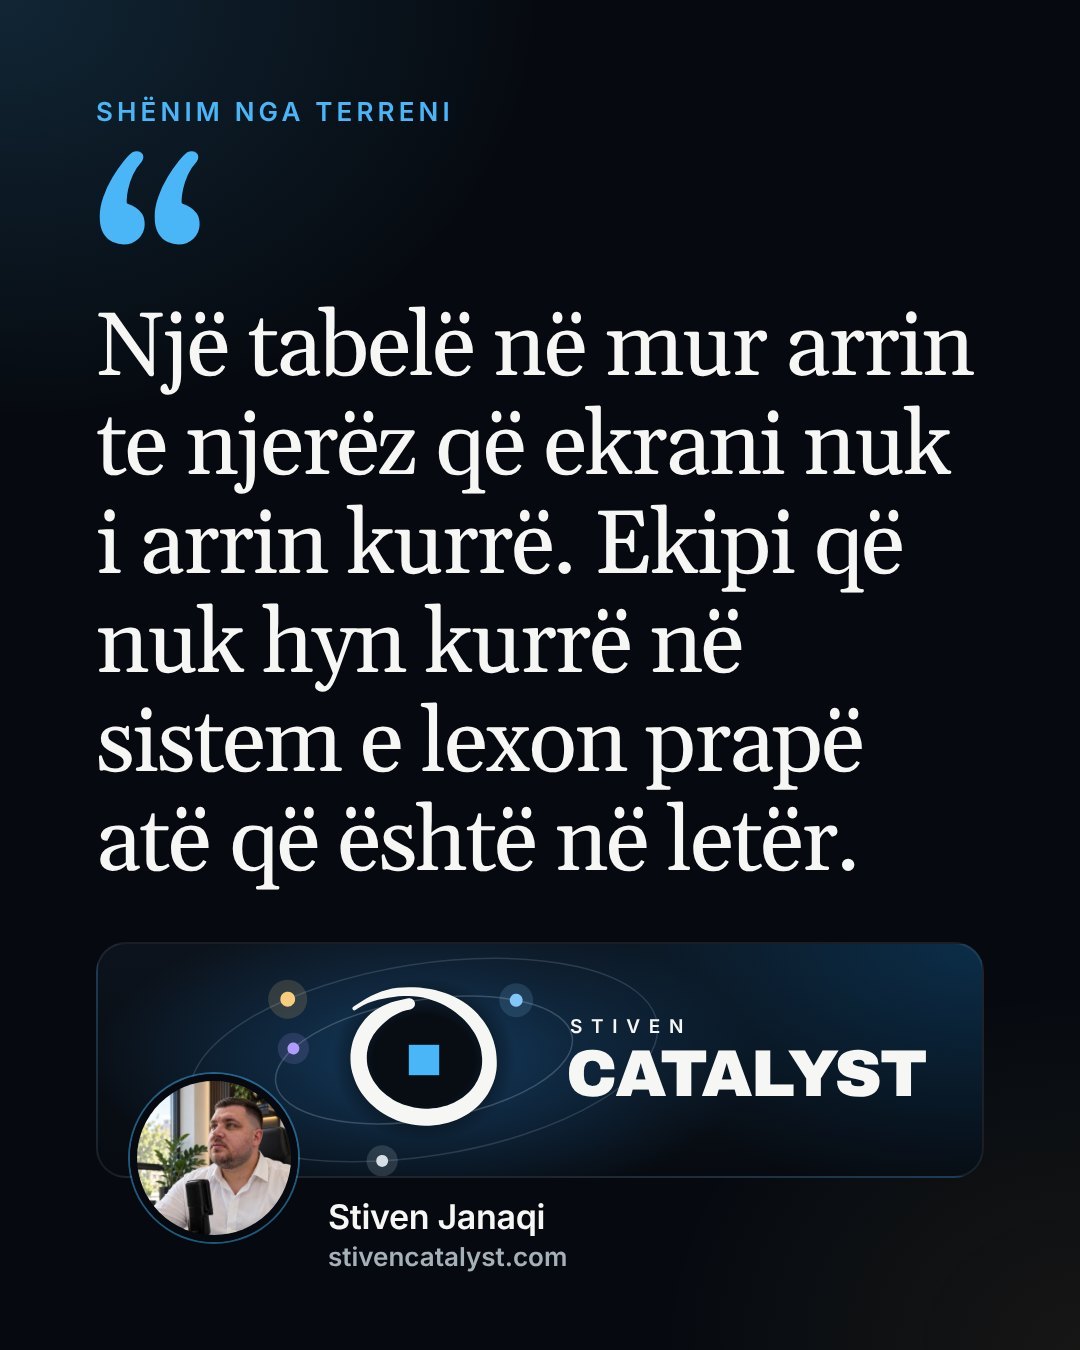 SHËNIM NGA TERRENI
“
Një tabelë në mur arrin
te njerëz që ekrani nuk
i arrin kurrë. Ekipi që
nuk hyn kurrë në
sistem e lexon prapë
atë që është në letër.
STIVEN
CATALYST
Stiven Janaqi
stivencatalyst.com